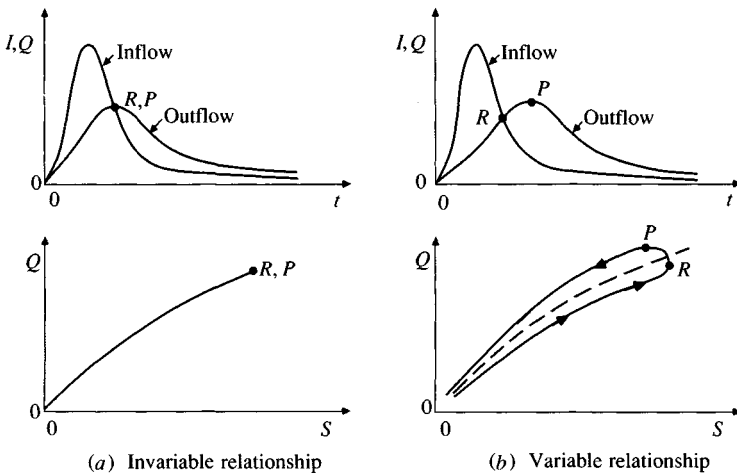 I,Q
Inflow
R, P
Outflow
0
0
t
Q
R, P
0
0
S
(a) Invariable relationship
I,Q
Inflow
P
R
Outflow
0
0
t
Q
P
R
0
0
S
(b) Variable relationship